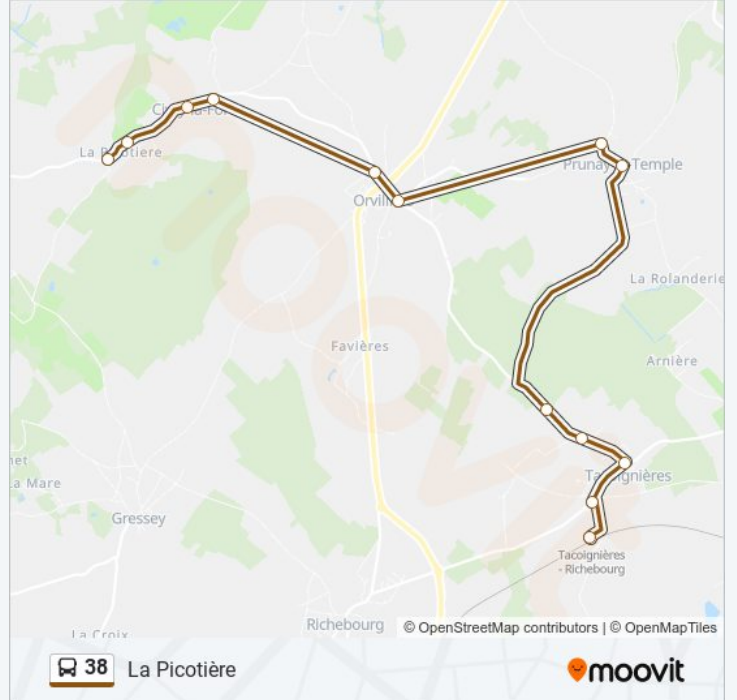 La Picotière
Orvilliers
Prunay Temple
La Rolanderie
Favières
Arnière
La Mare
Gressey
Tacoignières
Tacoignières
- Richebourg
Richebourg
La Croix
© OpenStreetMap contributors | © OpenMapTiles
38 La Picotière
moovit